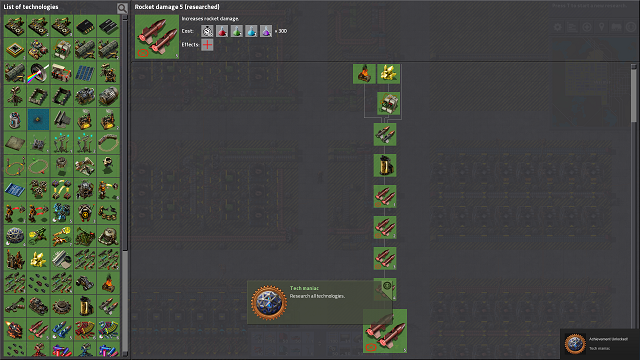 List of technologies
Rocket damage 5 (researched)
Increases rocket damage.
Cost:
× 300
Effects:
Tech maniac
Research all technologies.
Achievement Unlocked!
Tech maniac